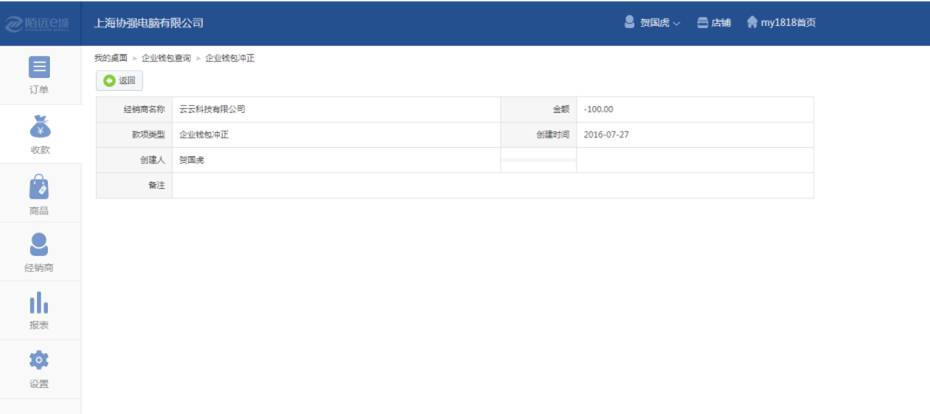 陌远e城
上海协强电脑有限公司
贺国虎
店铺
my1818首页
我的桌面 > 企业钱包查询 > 企业钱包冲正
返回
订单
收款
商品
经销商
报表
设置
经销商名称 云云科技有限公司 金额 -100.00
款项类型 企业钱包冲正 创建时间 2016-07-27
创建人 贺国虎
备注